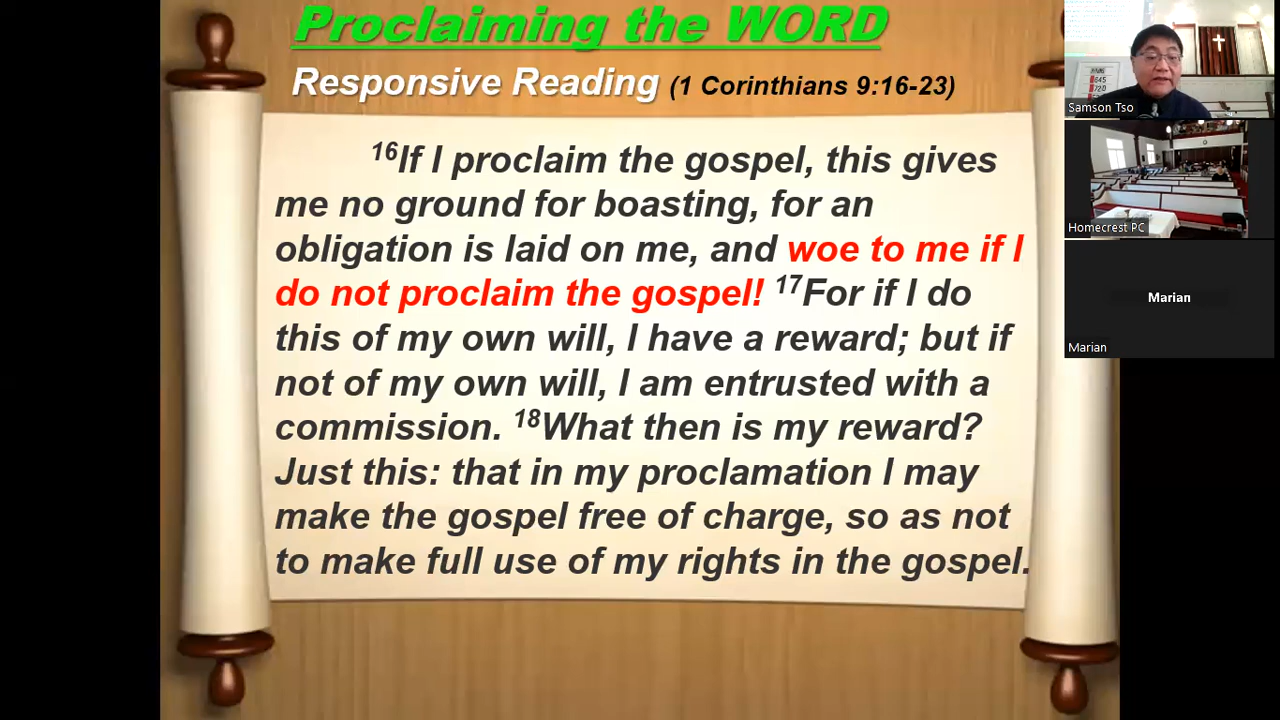 Proclaiming the WORD
Responsive Reading (1 Corinthians 9:16-23)
16If I proclaim the gospel, this gives
me no ground for boasting, for an
obligation is laid on me, and woe to me if I
do not proclaim the gospel! 17For if I do
this of my own will, I have a reward; but if
not of my own will, I am entrusted with a
commission. 18What then is my reward?
Just this: that in my proclamation I may
make the gospel free of charge, so as not
to make full use of my rights in the gospel.
645
720
Samson Tso
Homecrest PC
Marian
Marian